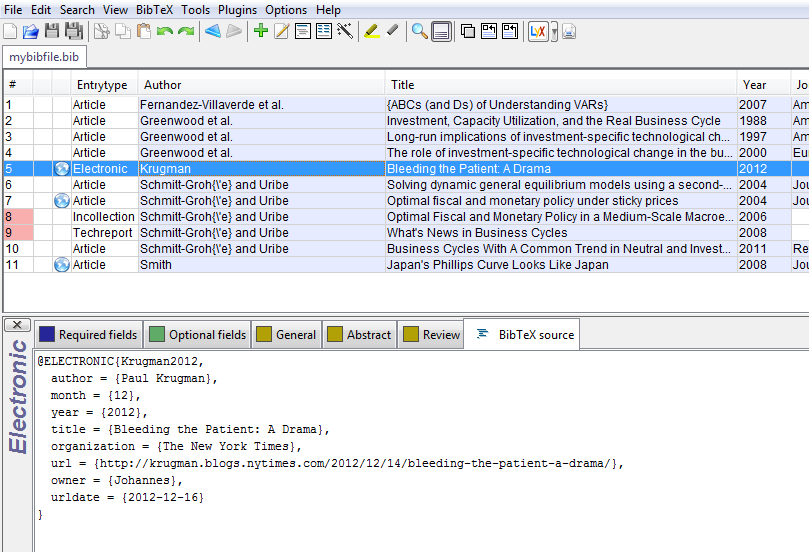 File Edit Search View BibTeX Tools Plugins Options Help
LyX
mybibfile.bib
# Entrytype Author Title Year Jo
1 Article Fernandez-Villaverde et al. {ABCs (and Ds) of Understanding VARs} 2007 Am
2 Article Greenwood et al. Investment, Capacity Utilization, and the Real Business Cycle 1988 Am
3 Article Greenwood et al. Long-run implications of investment-specific technological ch... 1997 Am
4 Article Greenwood et al. The role of investment-specific technological change in the bu... 2000 Eur
5 Electronic Krugman Bleeding the Patient: A Drama 2012
6 Article Schmitt-Groh{\'e} and Uribe Solving dynamic general equilibrium models using a second-... 2004 Jou
7 Article Schmitt-Groh{\'e} and Uribe Optimal fiscal and monetary policy under sticky prices 2004 Jou
8 Incollection Schmitt-Groh{\'e} and Uribe Optimal Fiscal and Monetary Policy in a Medium-Scale Macroe... 2006
9 Techreport Schmitt-Groh{\'e} and Uribe What's News in Business Cycles 2008
10 Article Schmitt-Groh{\'e} and Uribe Business Cycles With A Common Trend in Neutral and Invest... 2011 Re
11 Article Smith Japan's Phillips Curve Looks Like Japan 2008 Jou
Required fields Optional fields General Abstract Review BibTeX source
Electronic
@ELECTRONIC{Krugman2012,
author = {Paul Krugman},
month = {12},
year = {2012},
title = {Bleeding the Patient: A Drama},
organization = {The New York Times},
url = {http://krugman.blogs.nytimes.com/2012/12/14/bleeding-the-patient-a-drama/},
owner = {Johannes},
urldate = {2012-12-16}
}